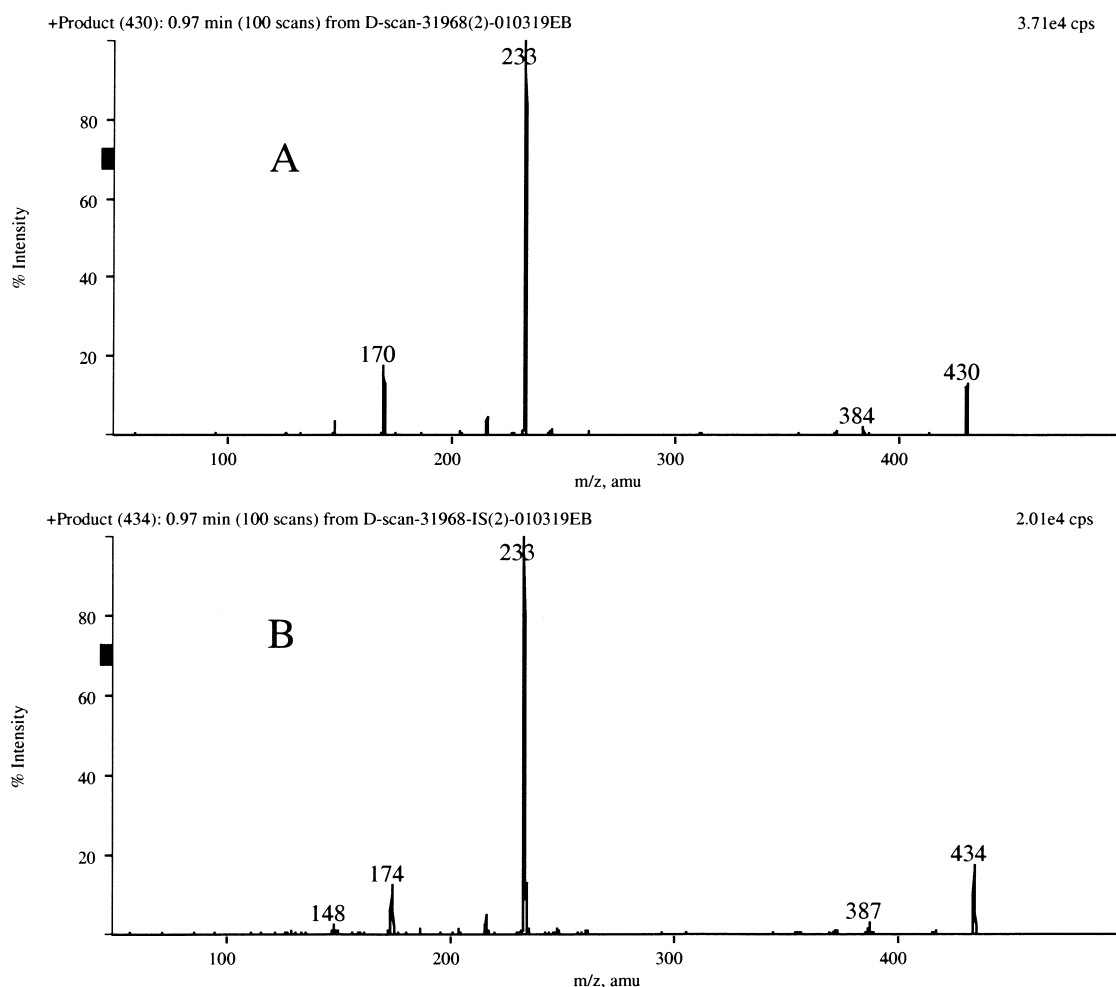 +Product (430): 0.97 min (100 scans) from D-scan-31968(2)-010319EB 3.71e4 cps
233
80
A
60
% Intensity
40
170
20
430
384
100 200 300 400
m/z, amu
+Product (434): 0.97 min (100 scans) from D-scan-31968-IS(2)-010319EB 2.01e4 cps
233
80
B
60
% Intensity
40
20
174
434
148
387
100 200 300 400
m/z, amu